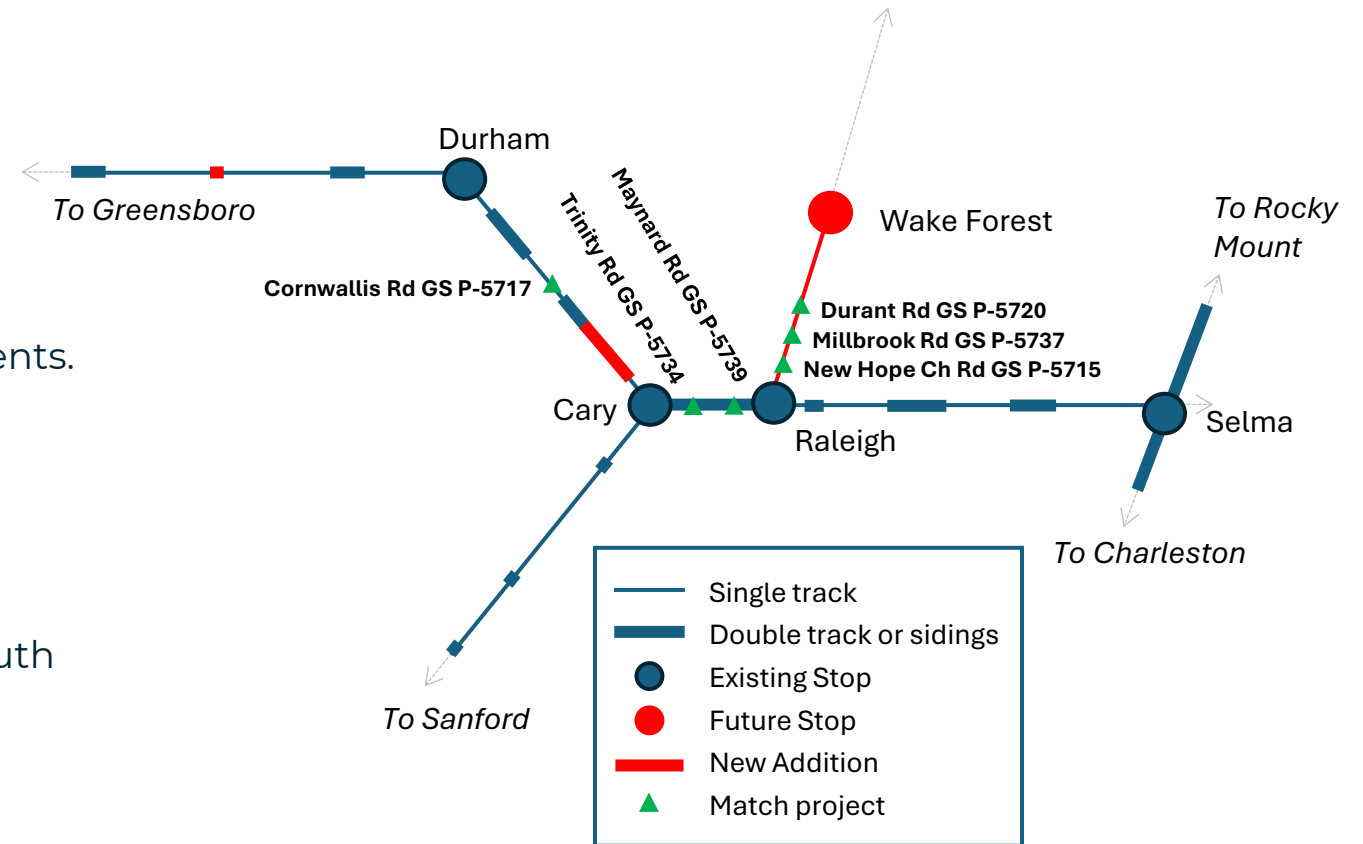 Durham
To Greensboro
Trinity Rd GS P-5734
Maynard Rd GS P-5739
Wake Forest
To Rocky
Mount
Cornwallis Rd GS P-5717
Durant Rd GS P-5720
Millbrook Rd GS P-5737
New Hope Ch Rd GS P-5715
ents.
Cary
Raleigh
Selma
To Charleston
uth
To Sanford
Single track
Double track or sidings
Existing Stop
Future Stop
New Addition
Match project